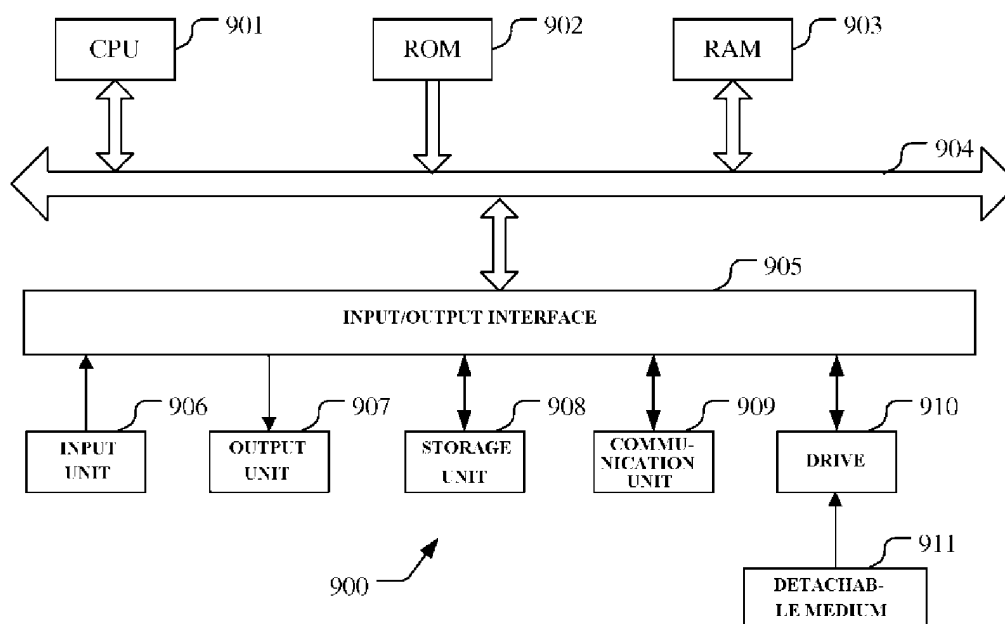 901
902
903
CPU
ROM
RAM
904
905
INPUT/OUTPUT INTERFACE
906
907
908
909
910
INPUT
UNIT
OUTPUT
UNIT
STORAGE
UNIT
COMMU-
NICATION
UNIT
DRIVE
900
911
DETACHAB-
LE MEDIUM